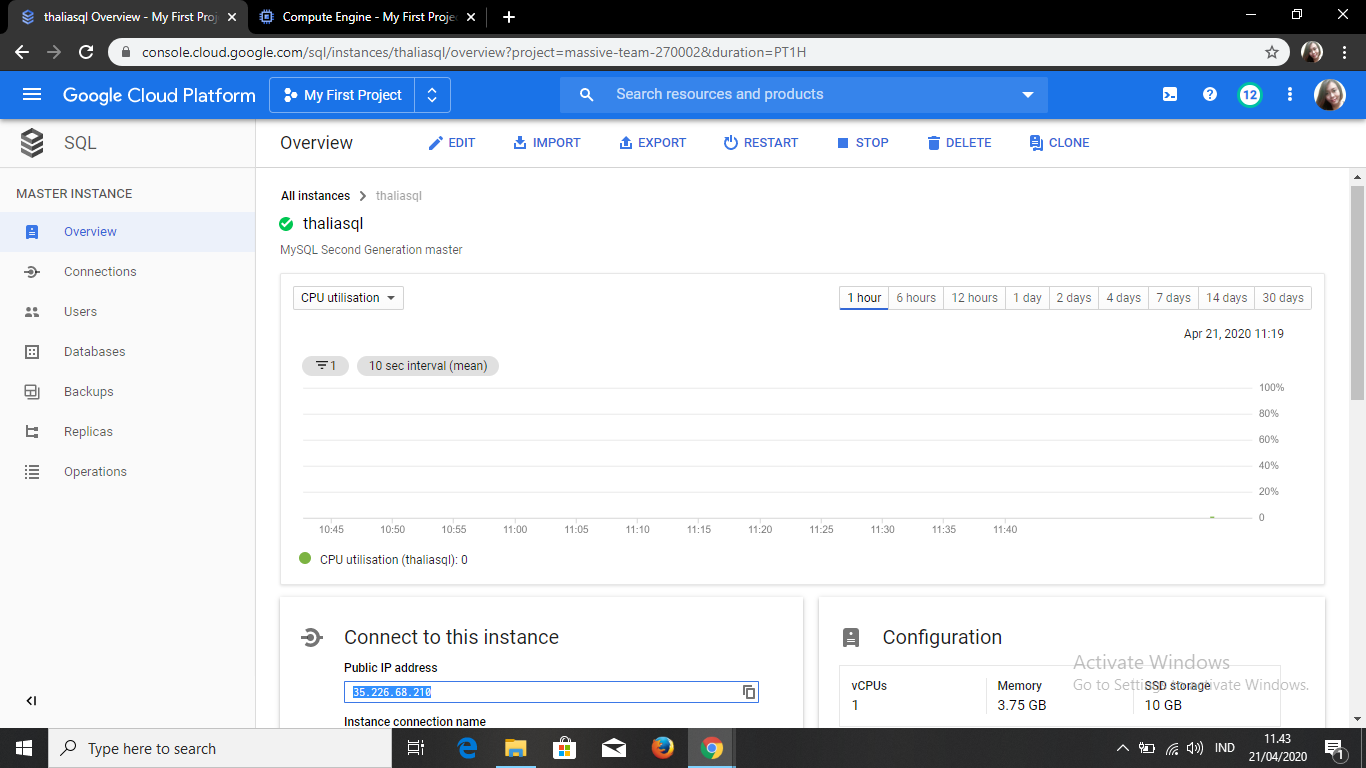 thaliasql Overview - My First Proj
Compute Engine - My First Proje
console.cloud.google.com/sql/instances/thaliasql/overview?project=massive-team-270002&duration=PT1H
Google Cloud Platform
My First Project
Search resources and products
12
SQL
Overview
EDIT
IMPORT
EXPORT
RESTART
STOP
DELETE
CLONE
MASTER INSTANCE
Overview
Connections
Users
Databases
Backups
Replicas
Operations
All instances
thaliasql
thaliasql
MySQL Second Generation master
CPU utilisation
1 hour
6 hours
12 hours
1 day
2 days
4 days
7 days
14 days
30 days
Apr 21, 2020 11:19
1
10 sec interval (mean)
100%
80%
60%
40%
20%
0
10:45
10:50
10:55
11:00
11:05
11:10
11:15
11:20
11:25
11:30
11:35
11:40
CPU utilisation (thaliasql): 0
Connect to this instance
Public IP address
35.226.68.210
Instance connection name
Configuration
vCPUs
1
Memory
3.75 GB
SSD storage
10 GB
Activate Windows
Go to Settings to activate Windows.
Type here to search
IND
11.43
21/04/2020
1